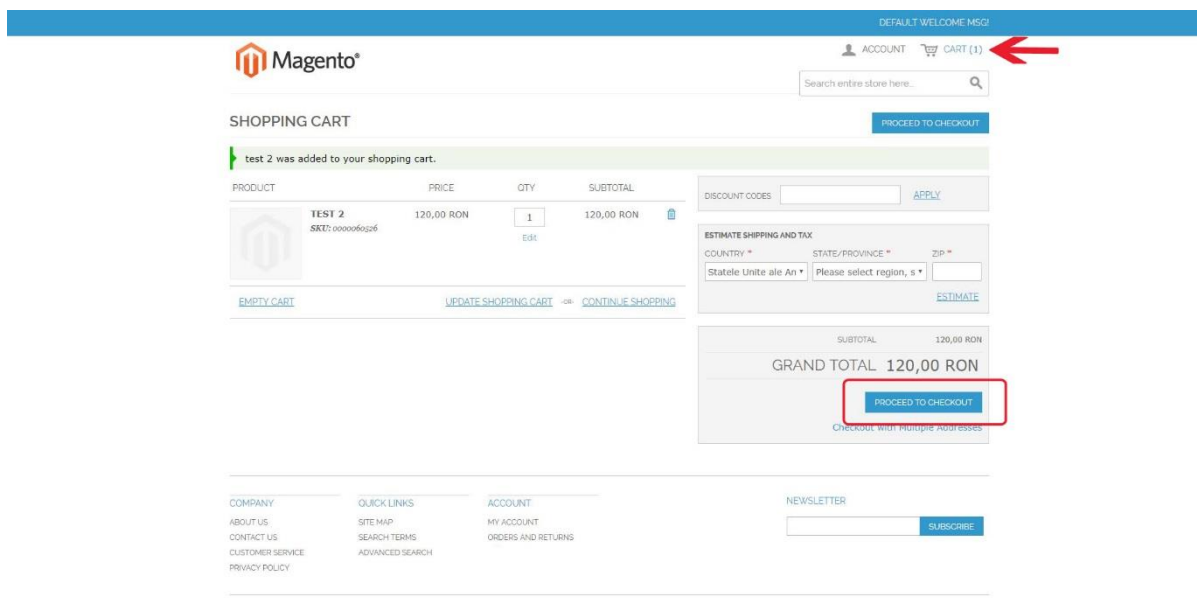 DEFAULT WELCOME MSG!
Magento®
ACCOUNT CART (1)
Search entire store here...
SHOPPING CART
PROCEED TO CHECKOUT
test 2 was added to your shopping cart.
PRODUCT PRICE QTY SUBTOTAL
TEST 2 120,00 RON 1 120,00 RON
SKU: 0000060526
Edit
EMPTY CART UPDATE SHOPPING CART -OR- CONTINUE SHOPPING
DISCOUNT CODES APPLY
ESTIMATE SHIPPING AND TAX
COUNTRY * STATE/PROVINCE * ZIP *
Statele Unite ale An Please select region, s
ESTIMATE
SUBTOTAL 120,00 RON
GRAND TOTAL 120,00 RON
PROCEED TO CHECKOUT
Checkout with Multiple Addresses
COMPANY QUICK LINKS ACCOUNT NEWSLETTER
ABOUT US SITE MAP MY ACCOUNT
CONTACT US SEARCH TERMS ORDERS AND RETURNS SUBSCRIBE
CUSTOMER SERVICE ADVANCED SEARCH
PRIVACY POLICY